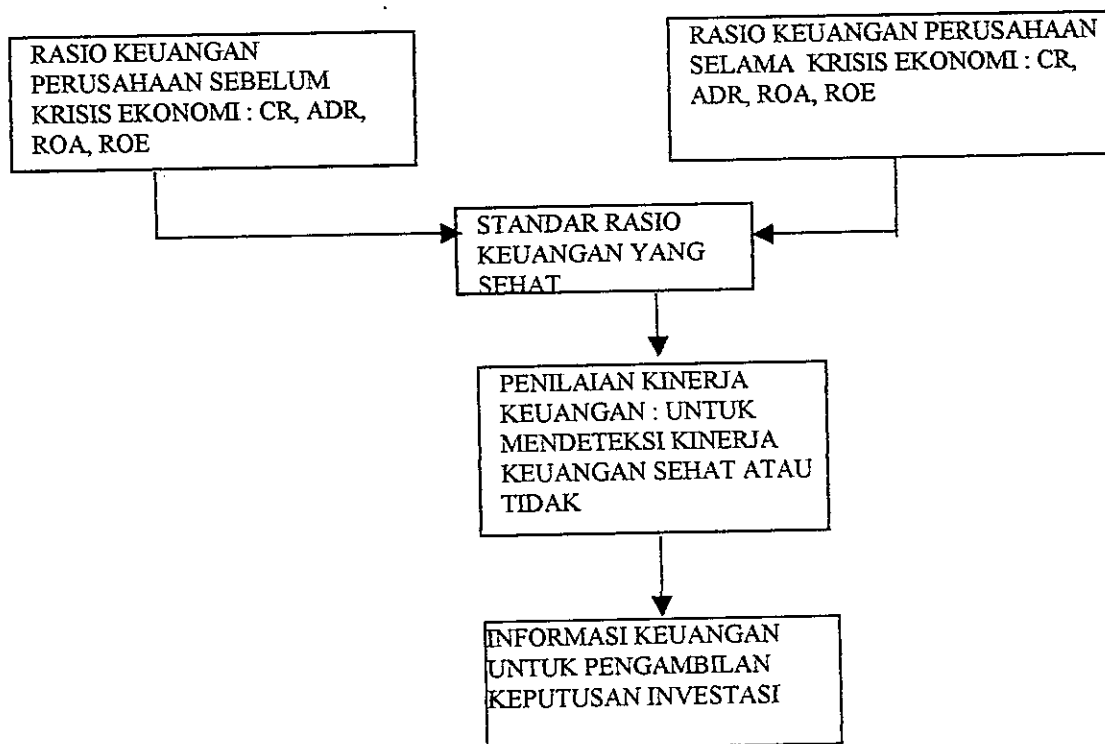 RASIO KEUANGAN
PERUSAHAAN SEBELUM
KRISIS EKONOMI : CR, ADR,
ROA, ROE
RASIO KEUANGAN PERUSAHAAN
SELAMA KRISIS EKONOMI : CR,
ADR, ROA, ROE
STANDAR RASIO
KEUANGAN YANG
SEHAT
PENILAIAN KINERJA
KEUANGAN : UNTUK
MENDETEKSI KINERJA
KEUANGAN SEHAT ATAU
TIDAK
INFORMASI KEUANGAN
UNTUK PENGAMBILAN
KEPUTUSAN INVESTASI